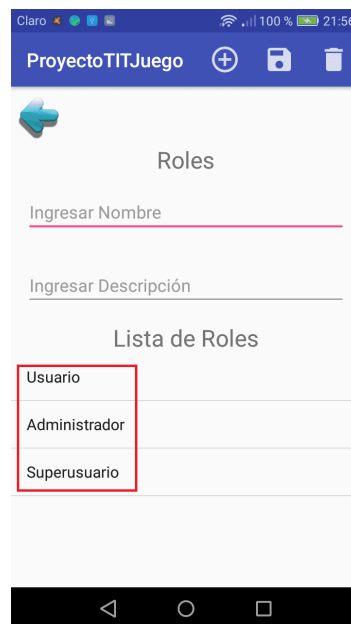 Claro 100 % 21:56
ProyectoTITJuego
Roles
Ingresar Nombre
Ingresar Descripción
Lista de Roles
Usuario
Administrador
Superusuario